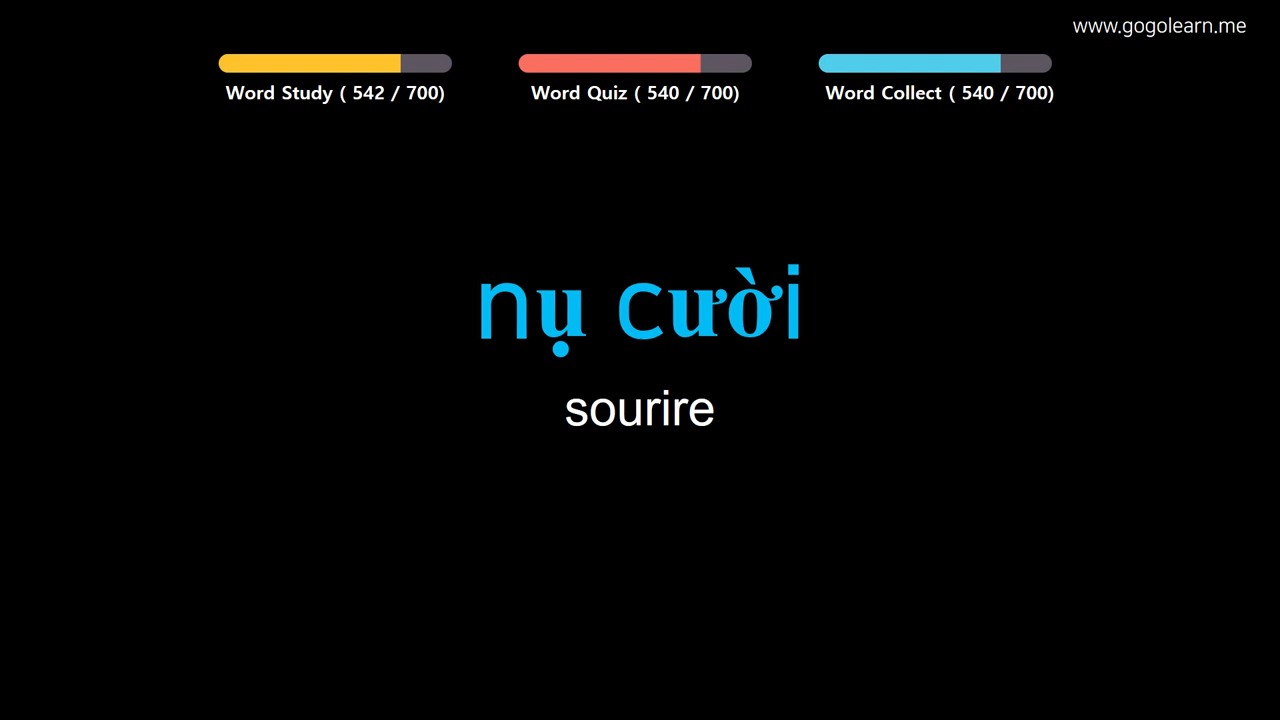 www.gogolearn.me
Word Study ( 542 / 700)
Word Quiz ( 540 / 700)
Word Collect ( 540 / 700)
nụ cười
sourire